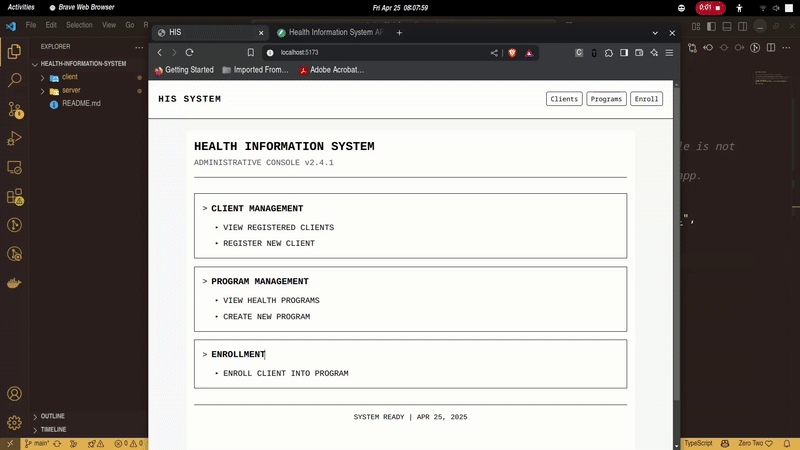 Activities
Brave Web Browser
Fri Apr 25 08:07:59
0:01
File Edit Selection View Go
HIS
Health Information System AP
localhost:5173
Getting Started
Imported From…
Adobe Acrobat…
EXPLORER
HEALTH-INFORMATION-SYSTEM
client
server
README.md
HIS SYSTEM
Clients
Programs
Enroll
HEALTH INFORMATION SYSTEM
ADMINISTRATIVE CONSOLE v2.4.1
> CLIENT MANAGEMENT
‣ VIEW REGISTERED CLIENTS
‣ REGISTER NEW CLIENT
> PROGRAM MANAGEMENT
‣ VIEW HEALTH PROGRAMS
‣ CREATE NEW PROGRAM
> ENROLLMENT
‣ ENROLL CLIENT INTO PROGRAM
SYSTEM READY | APR 25, 2025
le is not
app.
",
OUTLINE
TIMELINE
main*
0 0
TypeScript
Zero Two